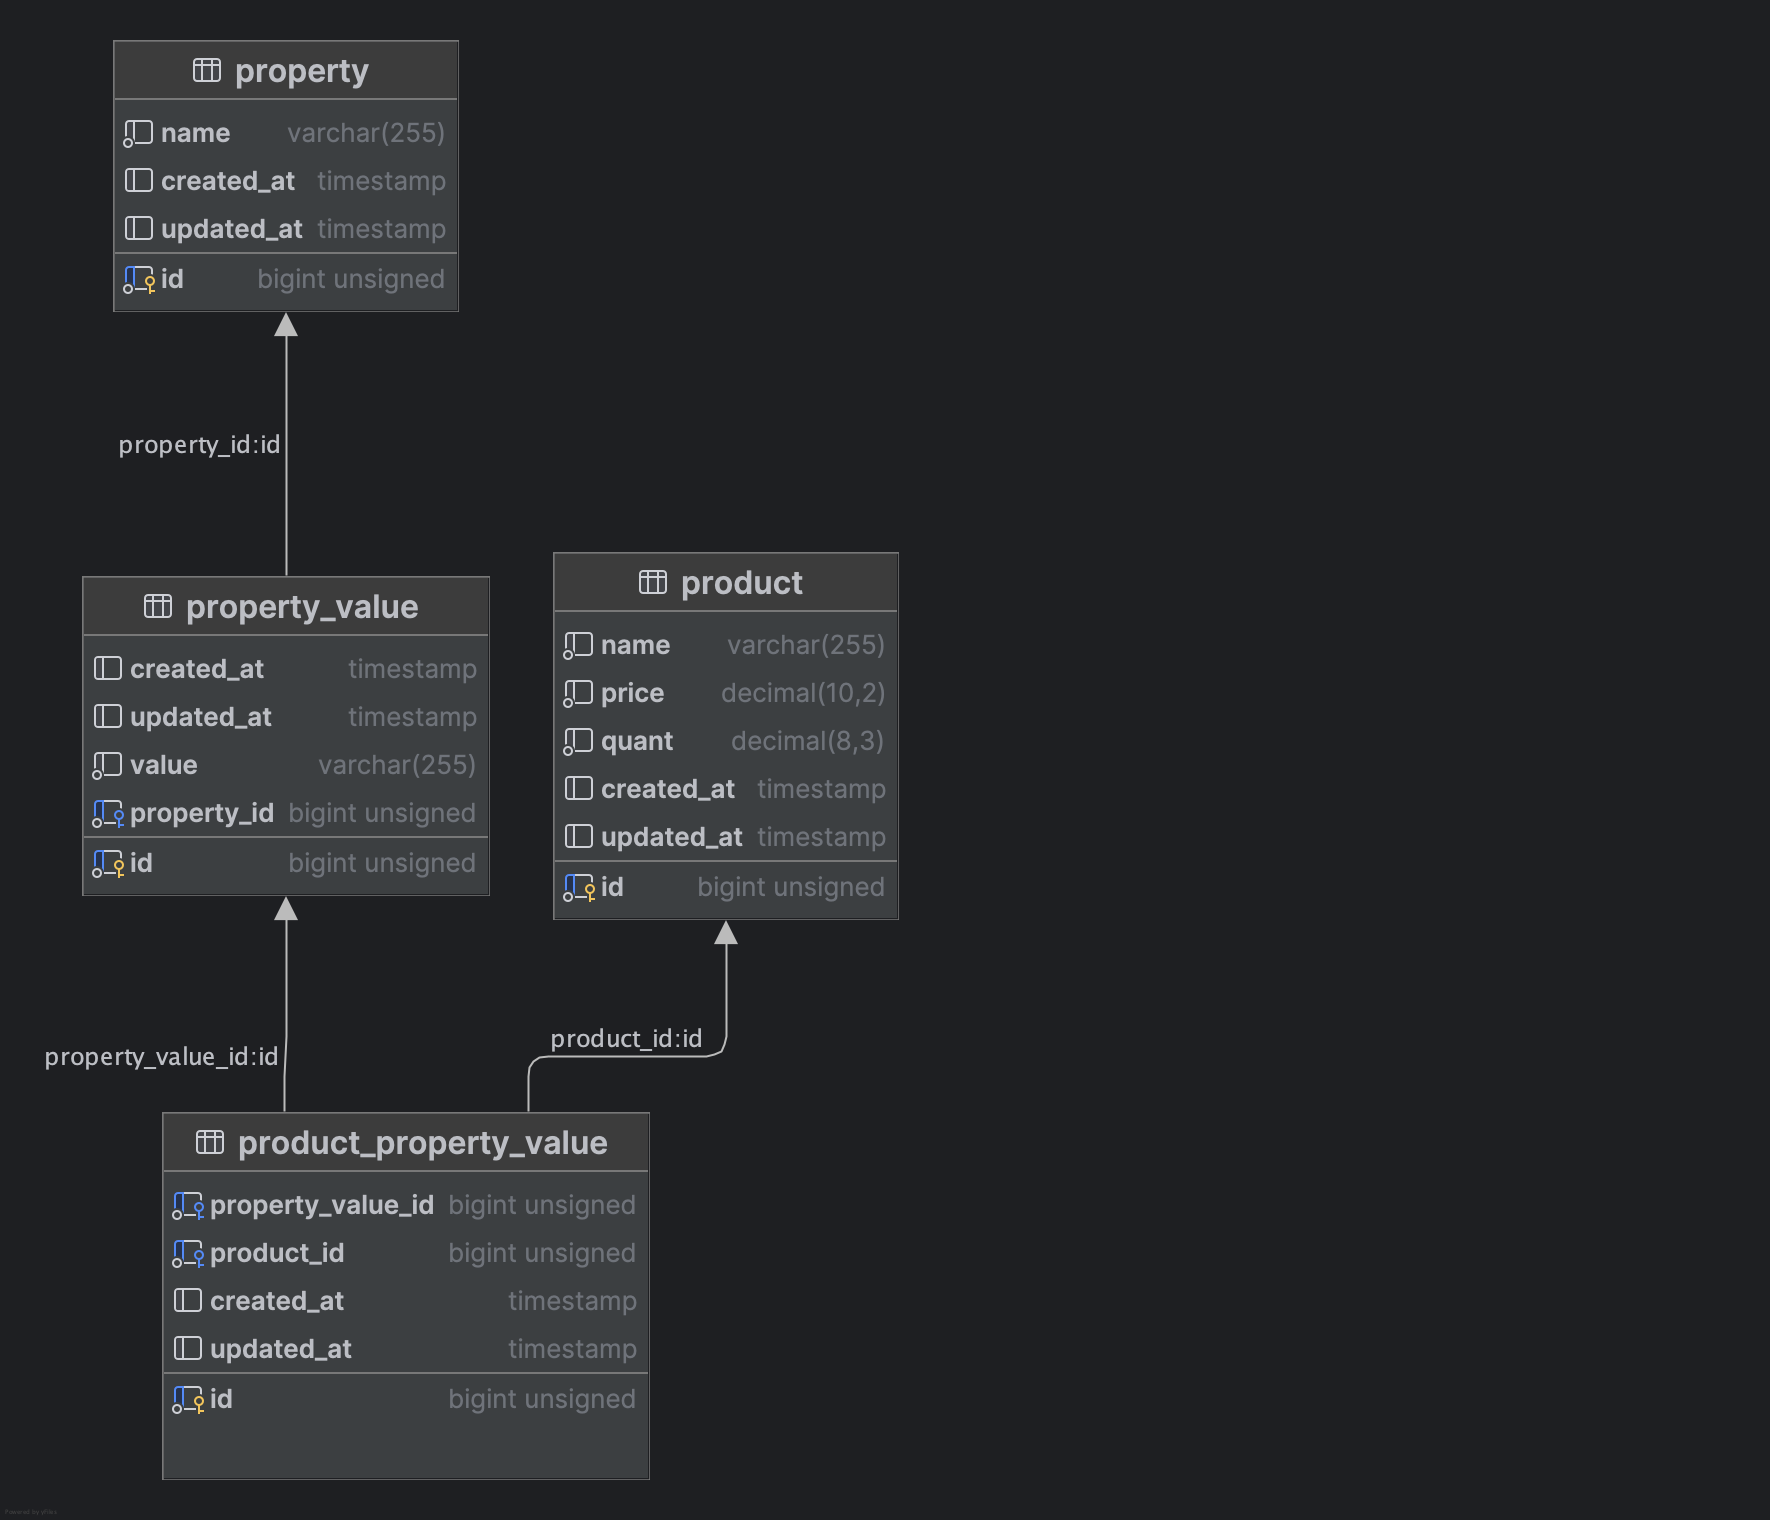 property
name varchar(255)
created_at timestamp
updated_at timestamp
id bigint unsigned
property_id:id
property_value
created_at timestamp
updated_at timestamp
value varchar(255)
property_id bigint unsigned
id bigint unsigned
product
name varchar(255)
price decimal(10,2)
quant decimal(8,3)
created_at timestamp
updated_at timestamp
id bigint unsigned
property_value_id:id
product_id:id
product_property_value
property_value_id bigint unsigned
product_id bigint unsigned
created_at timestamp
updated_at timestamp
id bigint unsigned
Powered by yFiles